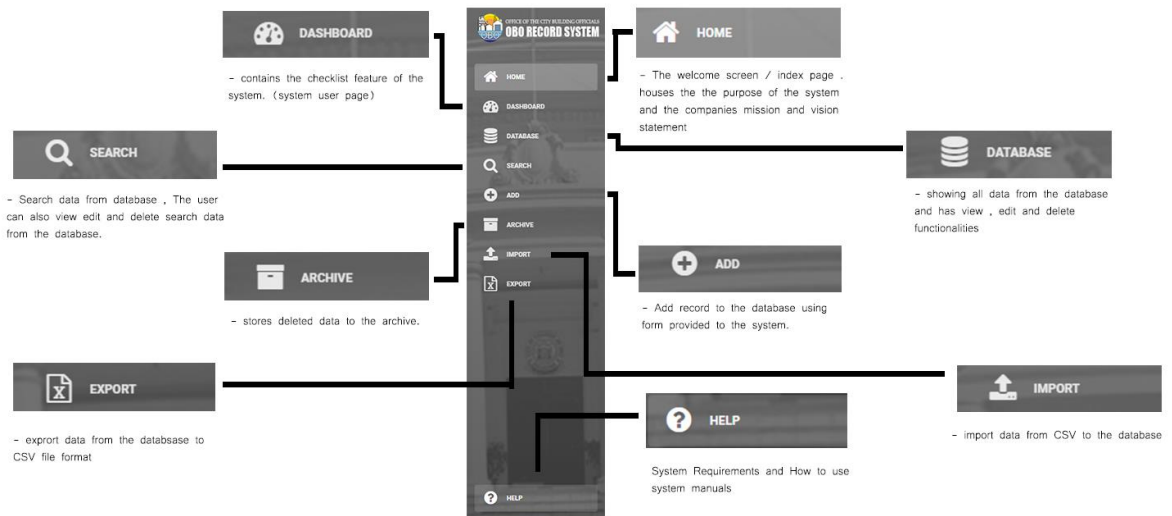 DASHBOARD
- contains the checklist feature of the
system. (system user page)
SEARCH
- Search data from database , The user
can also view edit and delete search data
from the database.
ARCHIVE
- stores deleted data to the archive.
EXPORT
- exprort data from the databsase to
CSV file format
OFFICE OF THE CITY BUILDING OFFICIALS
OBO RECORD SYSTEM
HOME
DASHBOARD
DATABASE
SEARCH
ADD
ARCHIVE
IMPORT
EXPORT
HELP
HOME
- The welcome screen / index page .
houses the the purpose of the system
and the companies mission and vision
statement
DATABASE
- showing all data from the database
and has view , edit and delete
functionalities
ADD
- Add record to the database using
form provided to the system.
IMPORT
- import data from CSV to the database
HELP
System Requirements and How to use
system manuals